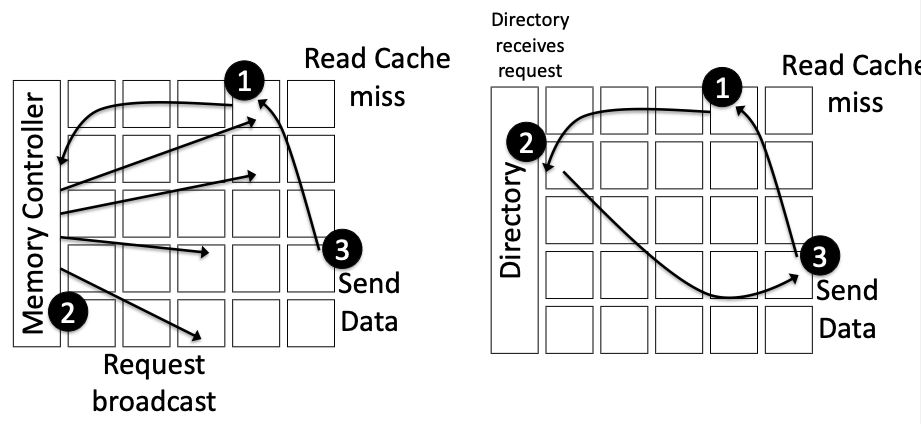 Read Cache
miss
1
Memory Controller
2
3
Send
Data
Request
broadcast
Directory
receives
request
Read Cache
miss
1
2
Directory
3
Send
Data